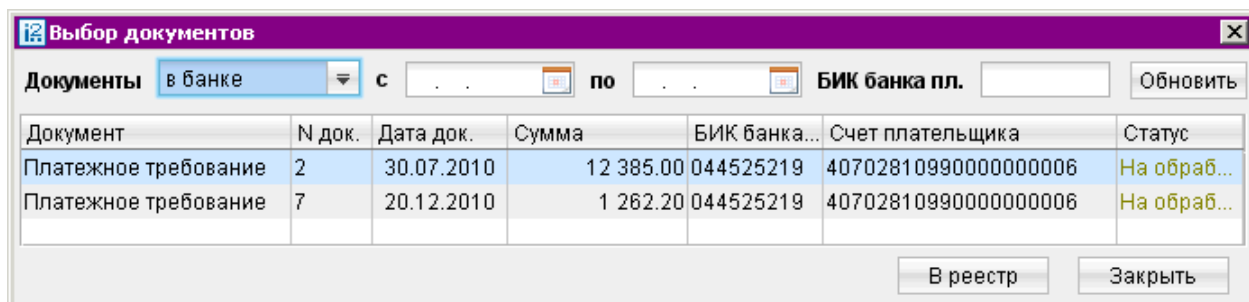 Выбор документов
Документы в банке с . . по . . БИК банка пл. Обновить
Документ N док. Дата док. Сумма БИК банка... Счет плательщика Статус
Платежное требование 2 30.07.2010 12 385.00 044525219 40702810990000000006 На обраб...
Платежное требование 7 20.12.2010 1 262.20 044525219 40702810990000000006 На обраб...
В реестр Закрыть